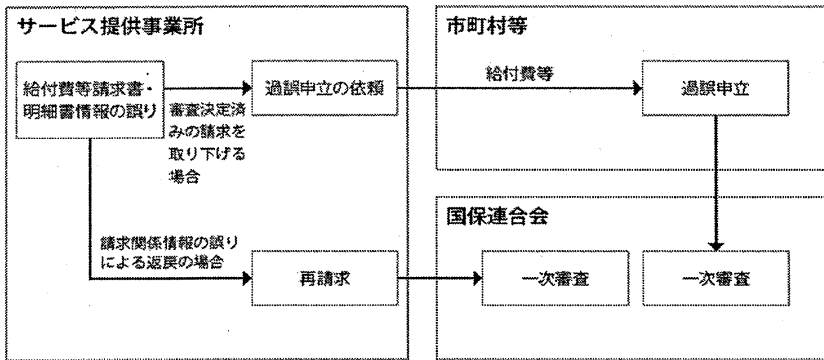 サービス提供事業所
給付費等請求書・
明細書情報の誤り
審査決定済
みの請求を
取り下げる
場合
過誤申立の依頼
請求関係情報の誤り
による返戻の場合
再請求
市町村等
給付費等
過誤申立
国保連合会
一次審査
一次審査